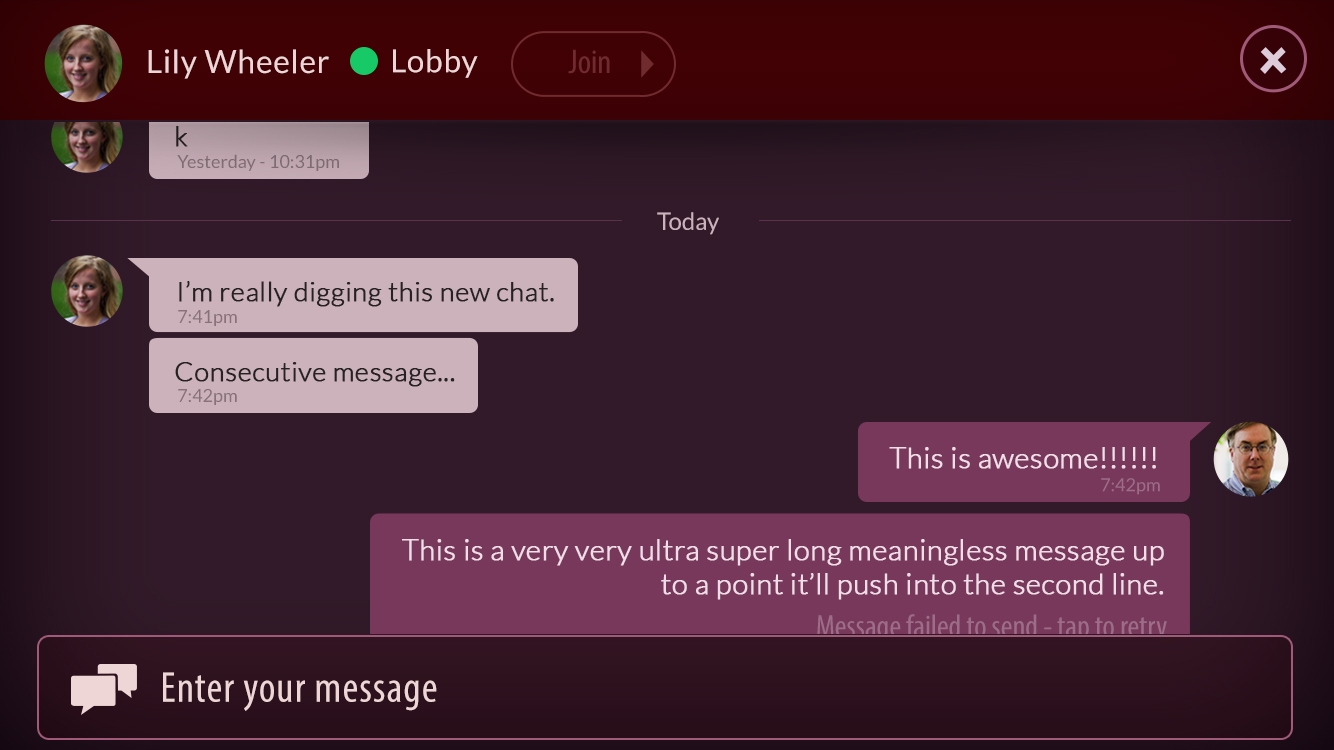 Lily Wheeler
Lobby
Join
k
Yesterday - 10:31pm
Today
I’m really digging this new chat.
7:41pm
Consecutive message...
7:42pm
This is awesome!!!!!!
7:42pm
This is a very very ultra super long meaningless message up
to a point it’ll push into the second line.
Message failed to send - tap to retry
Enter your message